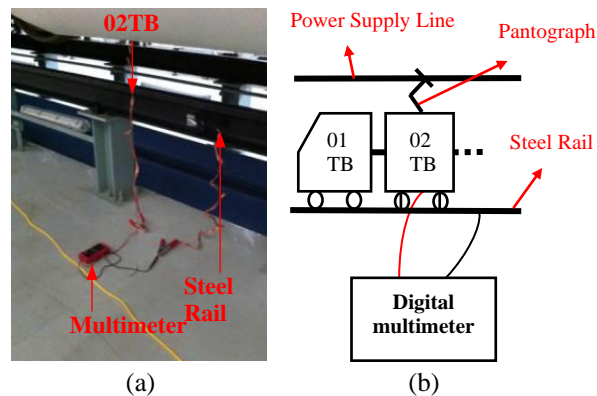 02TB
Steel
Rail
Multimeter
(a)
Power Supply Line
Pantograph
01
TB
02
TB
Steel Rail
Digital
multimeter
(b)